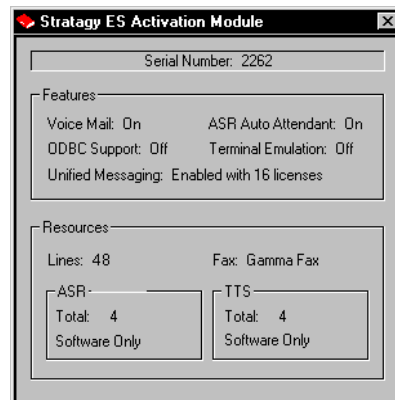 Stratagy ES Activation Module
Serial Number: 2262
Features
Voice Mail: On ASR Auto Attendant: On
ODBC Support: Off Terminal Emulation: Off
Unified Messaging: Enabled with 16 licenses
Resources
Lines: 48 Fax: Gamma Fax
ASR TTS
Total: 4 Total: 4
Software Only Software Only